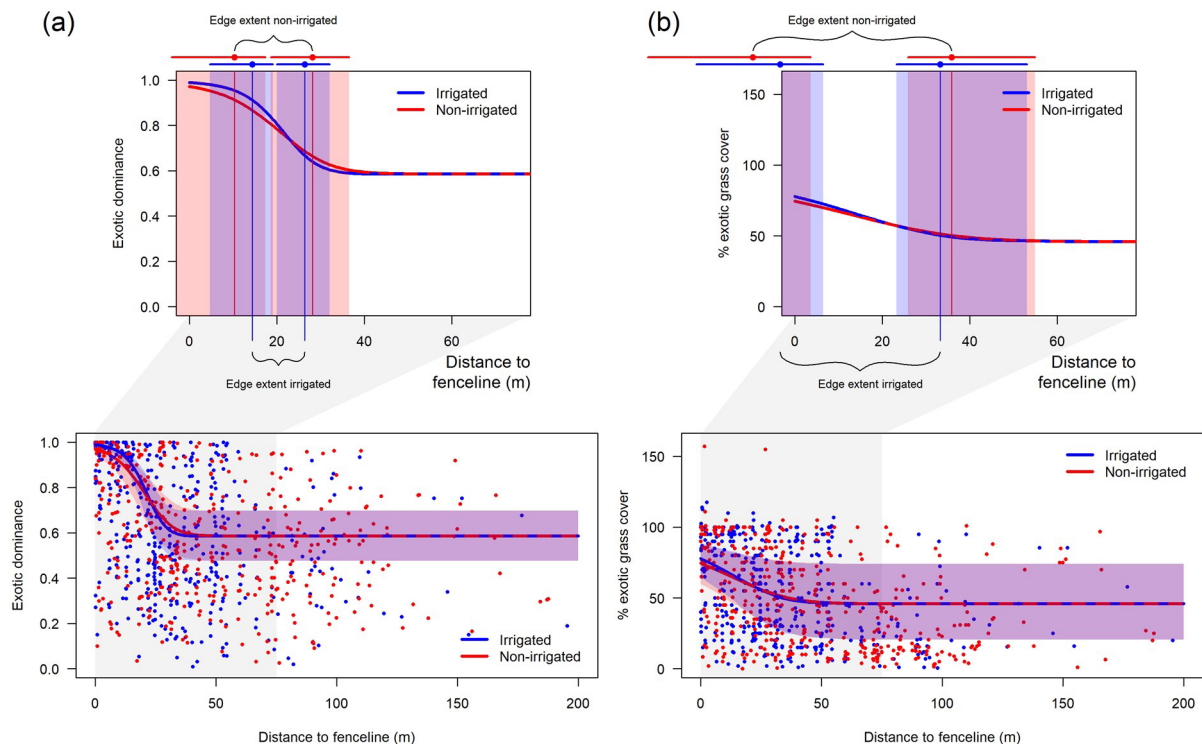 (a)
Edge extent non-irrigated
1.0
0.8
0.6
0.4
0.2
0.0
Exotic dominance
Irrigated
Non-irrigated
0
20
40
60
Distance to
fenceline (m)
Edge extent irrigated
(b)
Edge extent non-irrigated
150
100
50
0
% exotic grass cover
Irrigated
Non-irrigated
0
20
40
60
Distance to
fenceline (m)
Edge extent irrigated
1.0
0.8
0.6
0.4
0.2
0.0
Exotic dominance
Irrigated
Non-irrigated
0
50
100
150
200
Distance to fenceline (m)
150
100
50
0
% exotic grass cover
Irrigated
Non-irrigated
0
50
100
150
200
Distance to fenceline (m)